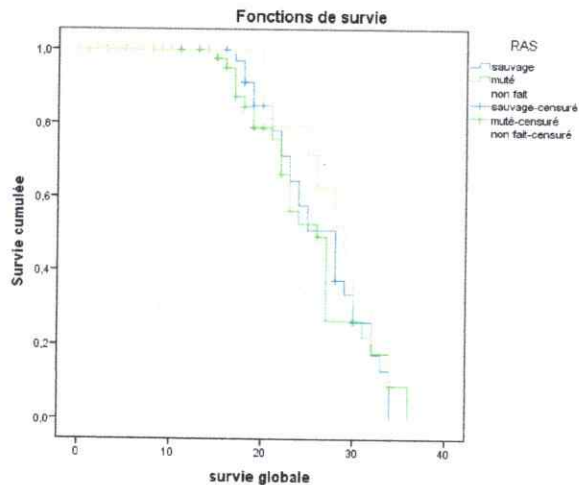 Fonctions de survie
RAS
sauvage
muté
non fait
sauvage-censuré
muté-censuré
non fait-censuré
Survie cumulée
1,0
0,8
0,6
0,4
0,2
0,0
0
10
20
30
40
survie globale